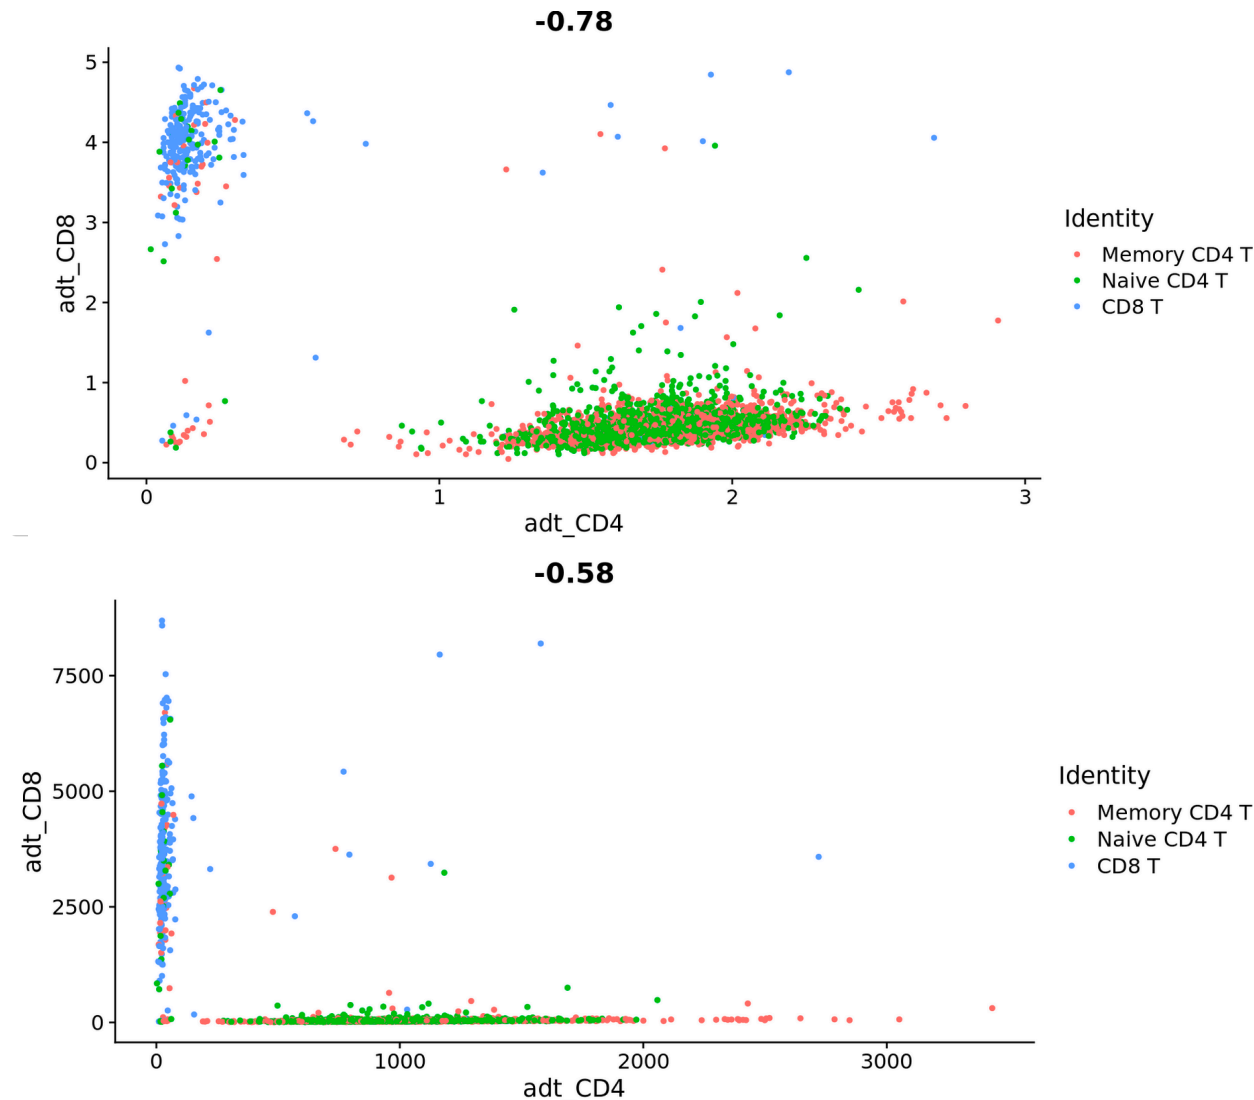 -0.78
5
4
3
2
1
0
adt_CD8
0 1 2 3
adt_CD4
Identity
Memory CD4 T
Naive CD4 T
CD8 T
-0.58
7500
5000
2500
0
adt_CD8
0 1000 2000 3000
adt_CD4
Identity
Memory CD4 T
Naive CD4 T
CD8 T